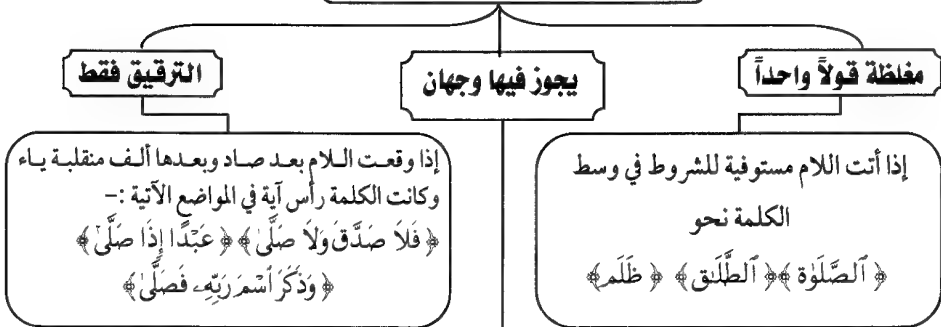 مغلظة قولاً واحداً
يجوز فيها وجهان
الترقيق فقط
إذا أتت اللام مستوفية للشروط في وسط
الكلمة نحو
﴿ ٱلصَّلَوٰة ﴾﴿ ٱلطَّلَٰق ﴾ ﴿ ظَلَم ﴾
إذا وقعت اللام بعد صاد وبعدها ألف منقلبة ياء
وكانت الكلمة رأس آية في المواضع الآتية :-
﴿ فَلَا صَدَّقَ وَلَا صَلَّىٰ ﴾ ﴿ عَبْدًا إِذَا صَلَّىٰ ﴾
﴿ وَذَكَرَ ٱسْمَ رَبِّهِۦ فَصَلَّىٰ ﴾